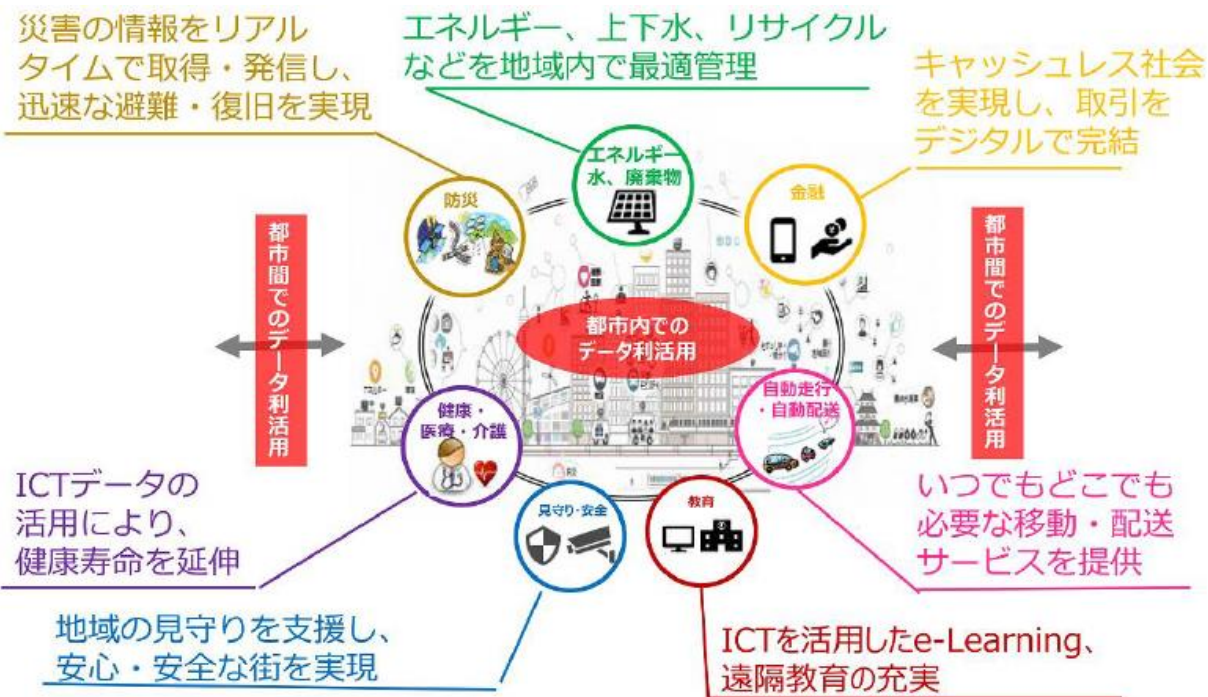 災害の情報をリアル
タイムで取得・発信し、
迅速な避難・復旧を実現
エネルギー、上下水、リサイクル
などを地域内で最適管理
キャッシュレス社会
を実現し、取引を
デジタルで完結
エネルギー
水、廃棄物
防災
金融
都市間でのデータ利活用
都市内での
データ利活用
都市間でのデータ利活用
健康・
医療・介護
自動走行
・自動配送
見守り・安全
教育
ICTデータの
活用により、
健康寿命を延伸
いつでもどこでも
必要な移動・配送
サービスを提供
地域の見守りを支援し、
安心・安全な街を実現
ICTを活用したe-Learning、
遠隔教育の充実